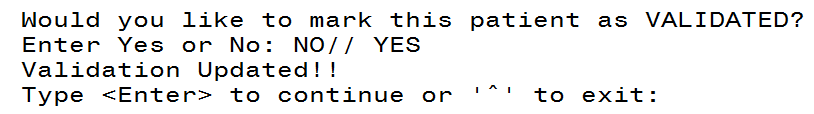 Would you like to mark this patient as VALIDATED?
Enter Yes or No: NO// YES
Validation Updated!!
Type <Enter> to continue or '^' to exit: